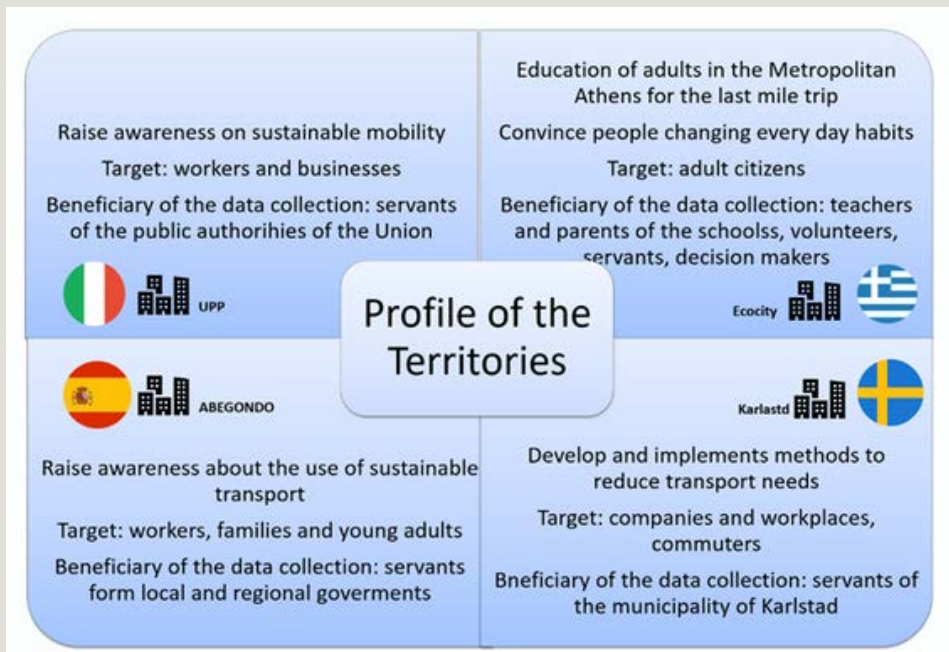 Raise awareness on sustainable mobility
Target: workers and businesses
Beneficiary of the data collection: servants
of the public authorihies of the Union
UPP
Education of adults in the Metropolitan
Athens for the last mile trip
Convince people changing every day habits
Target: adult citizens
Beneficiary of the data collection: teachers
and parents of the schoolss, volunteers,
servants, decision makers
Ecocity
Profile of the
Territories
ABEGONDO
Raise awareness about the use of sustainable
transport
Target: workers, families and young adults
Beneficiary of the data collection: servants
form local and regional goverments
Karlastd
Develop and implements methods to
reduce transport needs
Target: companies and workplaces,
commuters
Bneficiary of the data collection: servants of
the municipality of Karlstad